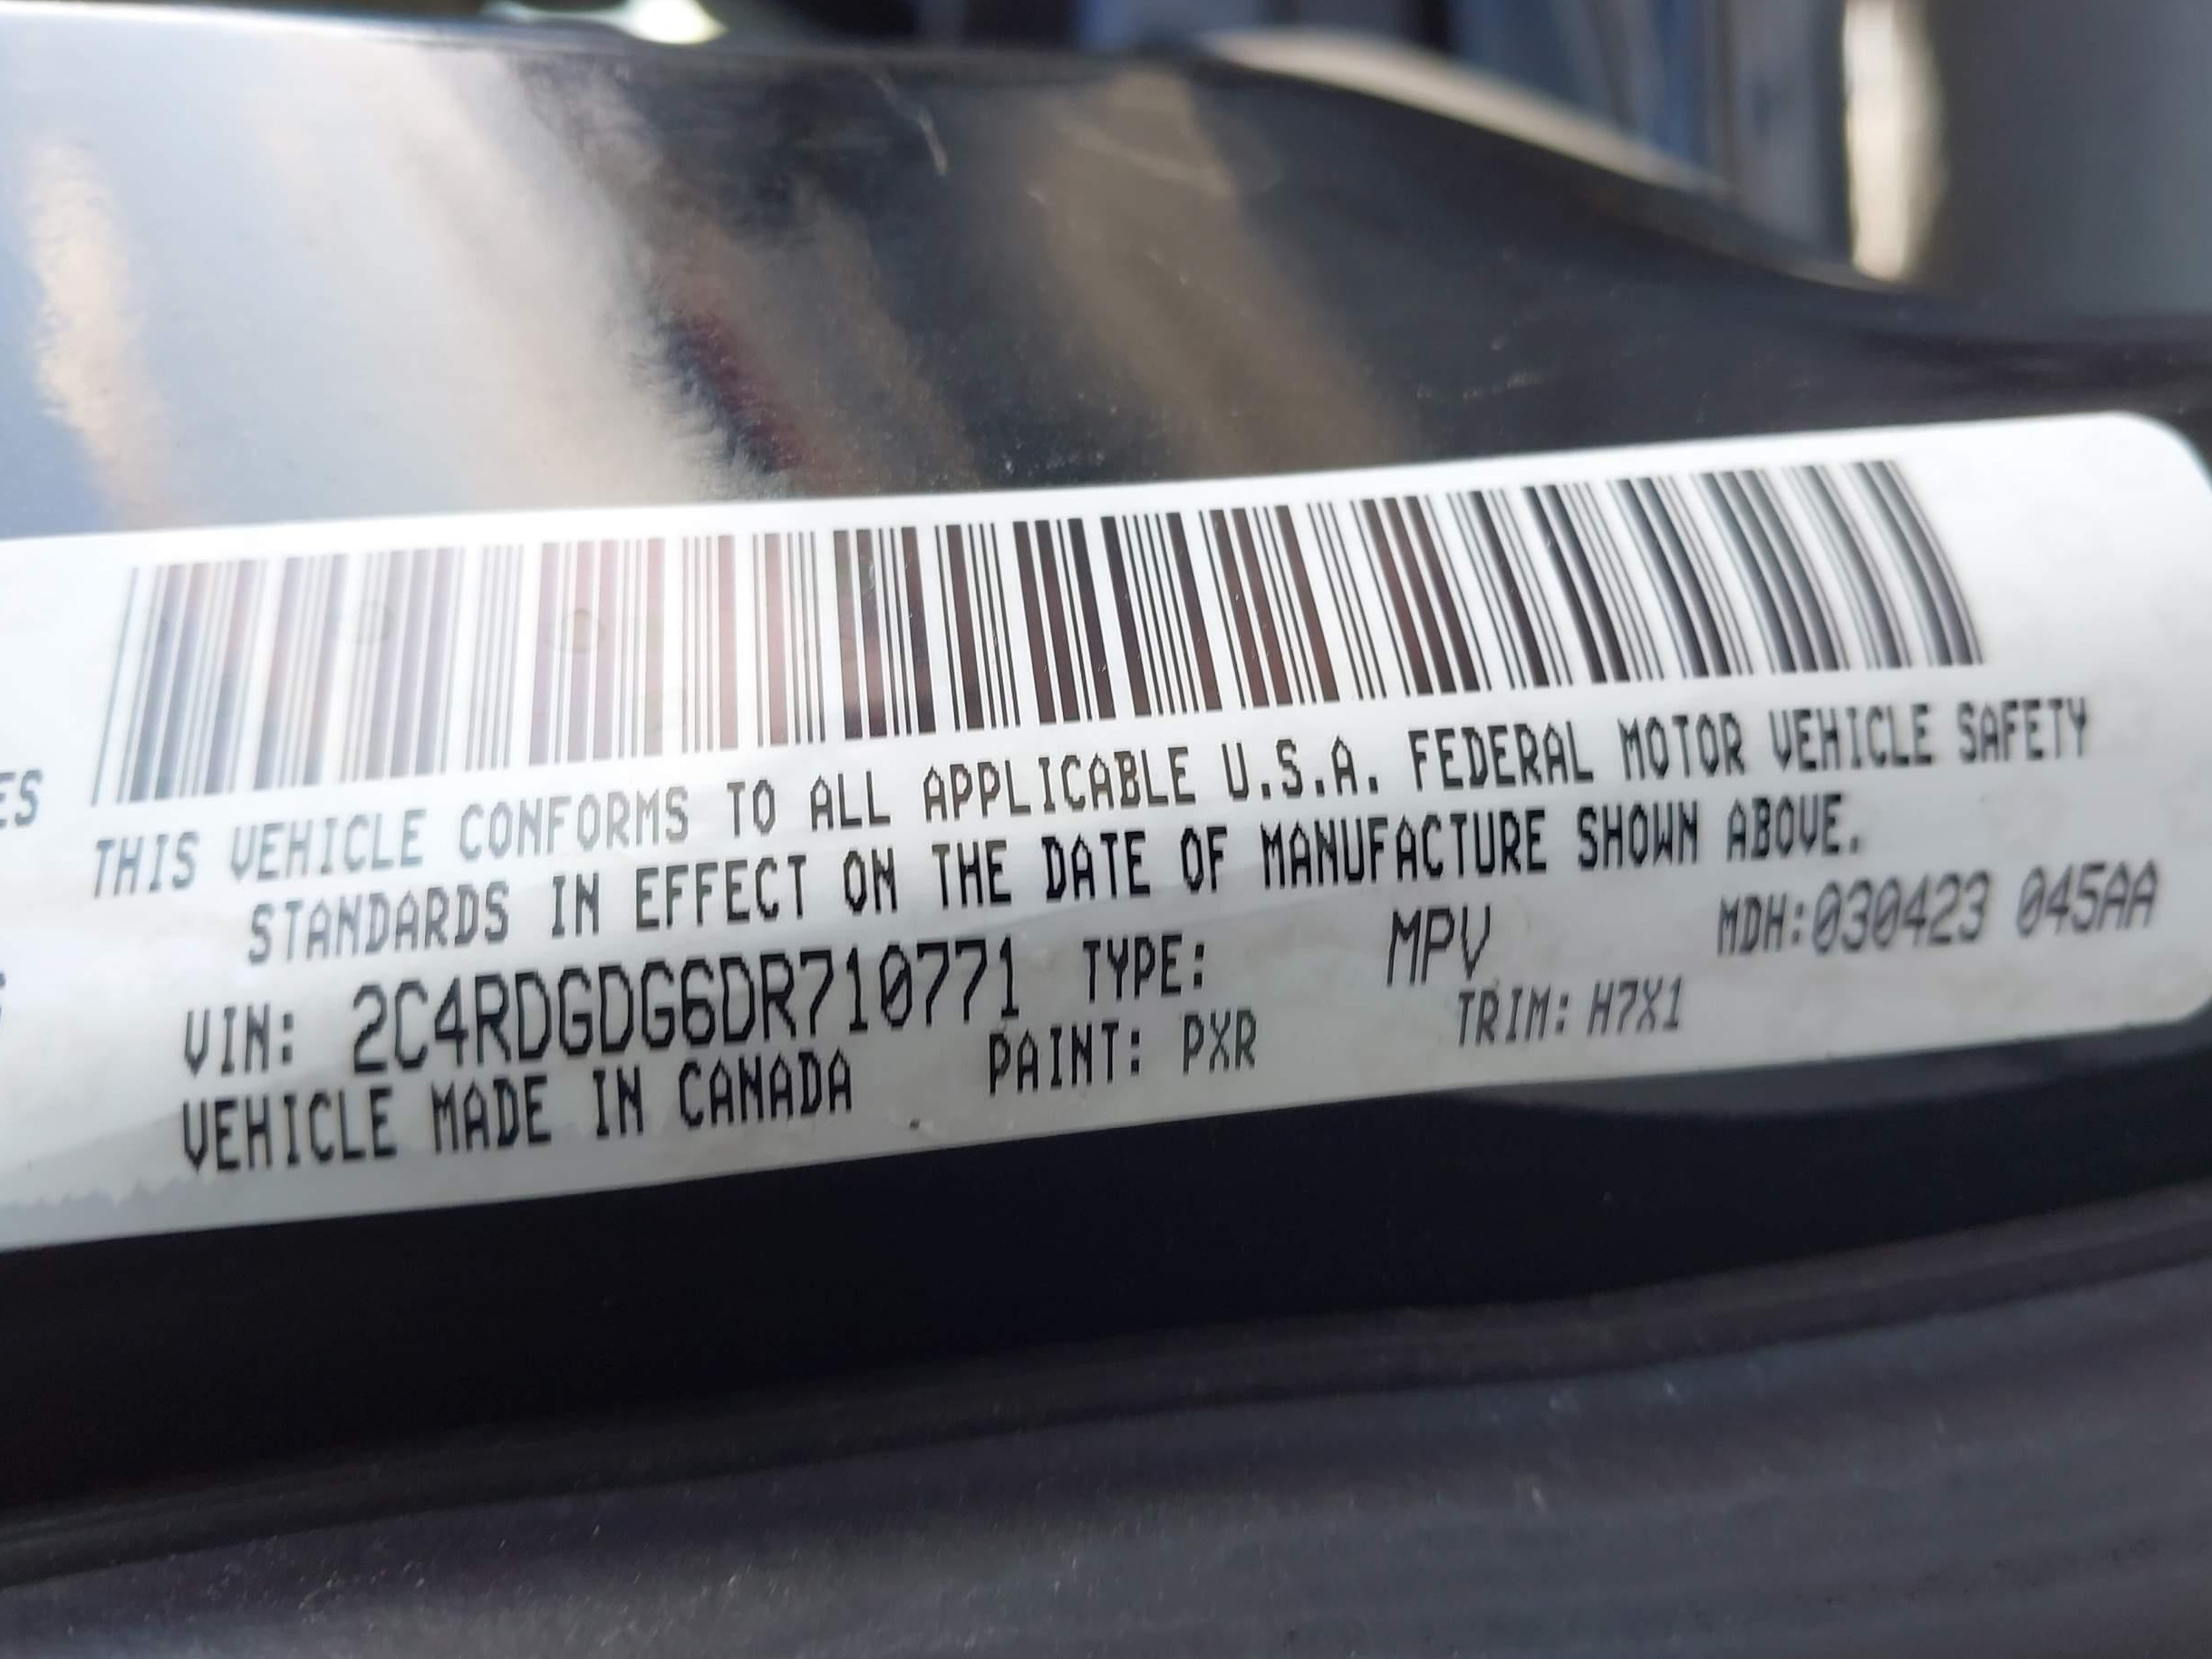 ES
THIS VEHICLE CONFORMS TO ALL APPLICABLE U.S.A. FEDERAL MOTOR VEHICLE SAFETY
STANDARDS IN EFFECT ON THE DATE OF MANUFACTURE SHOWN ABOVE.
VIN: 2C4RDGDG6DR710771 TYPE: MPV MDH:030423 045AA
VEHICLE MADE IN CANADA PAINT: PXR TRIM: H7X1